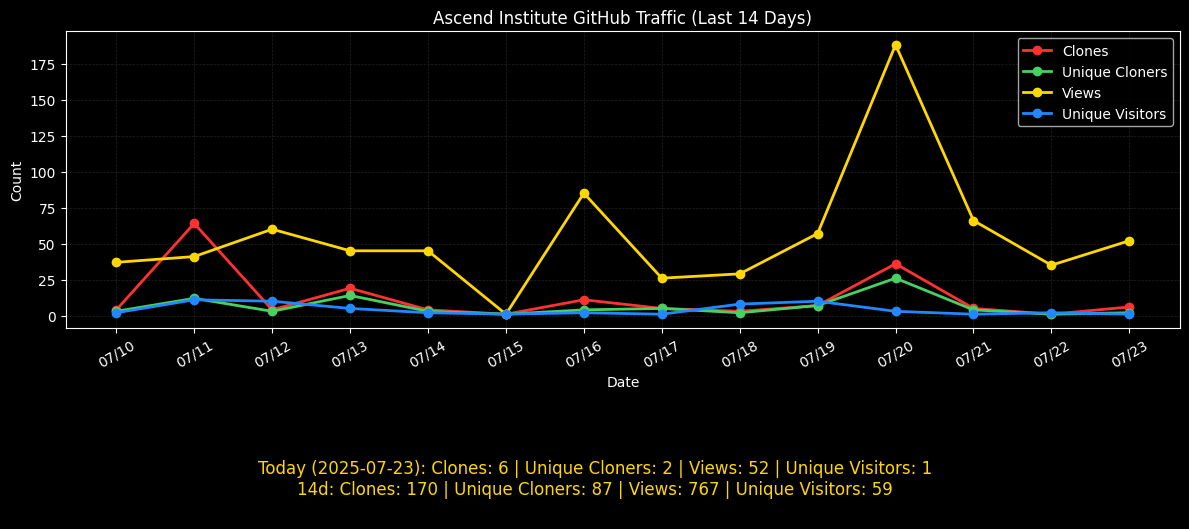 Ascend Institute GitHub Traffic (Last 14 Days)
Clones
Unique Cloners
Views
Unique Visitors
Count
175
150
125
100
75
50
25
0
07/10 07/11 07/12 07/13 07/14 07/15 07/16 07/17 07/18 07/19 07/20 07/21 07/22 07/23
Date
Today (2025-07-23): Clones: 6 | Unique Cloners: 2 | Views: 52 | Unique Visitors: 1
14d: Clones: 170 | Unique Cloners: 87 | Views: 767 | Unique Visitors: 59